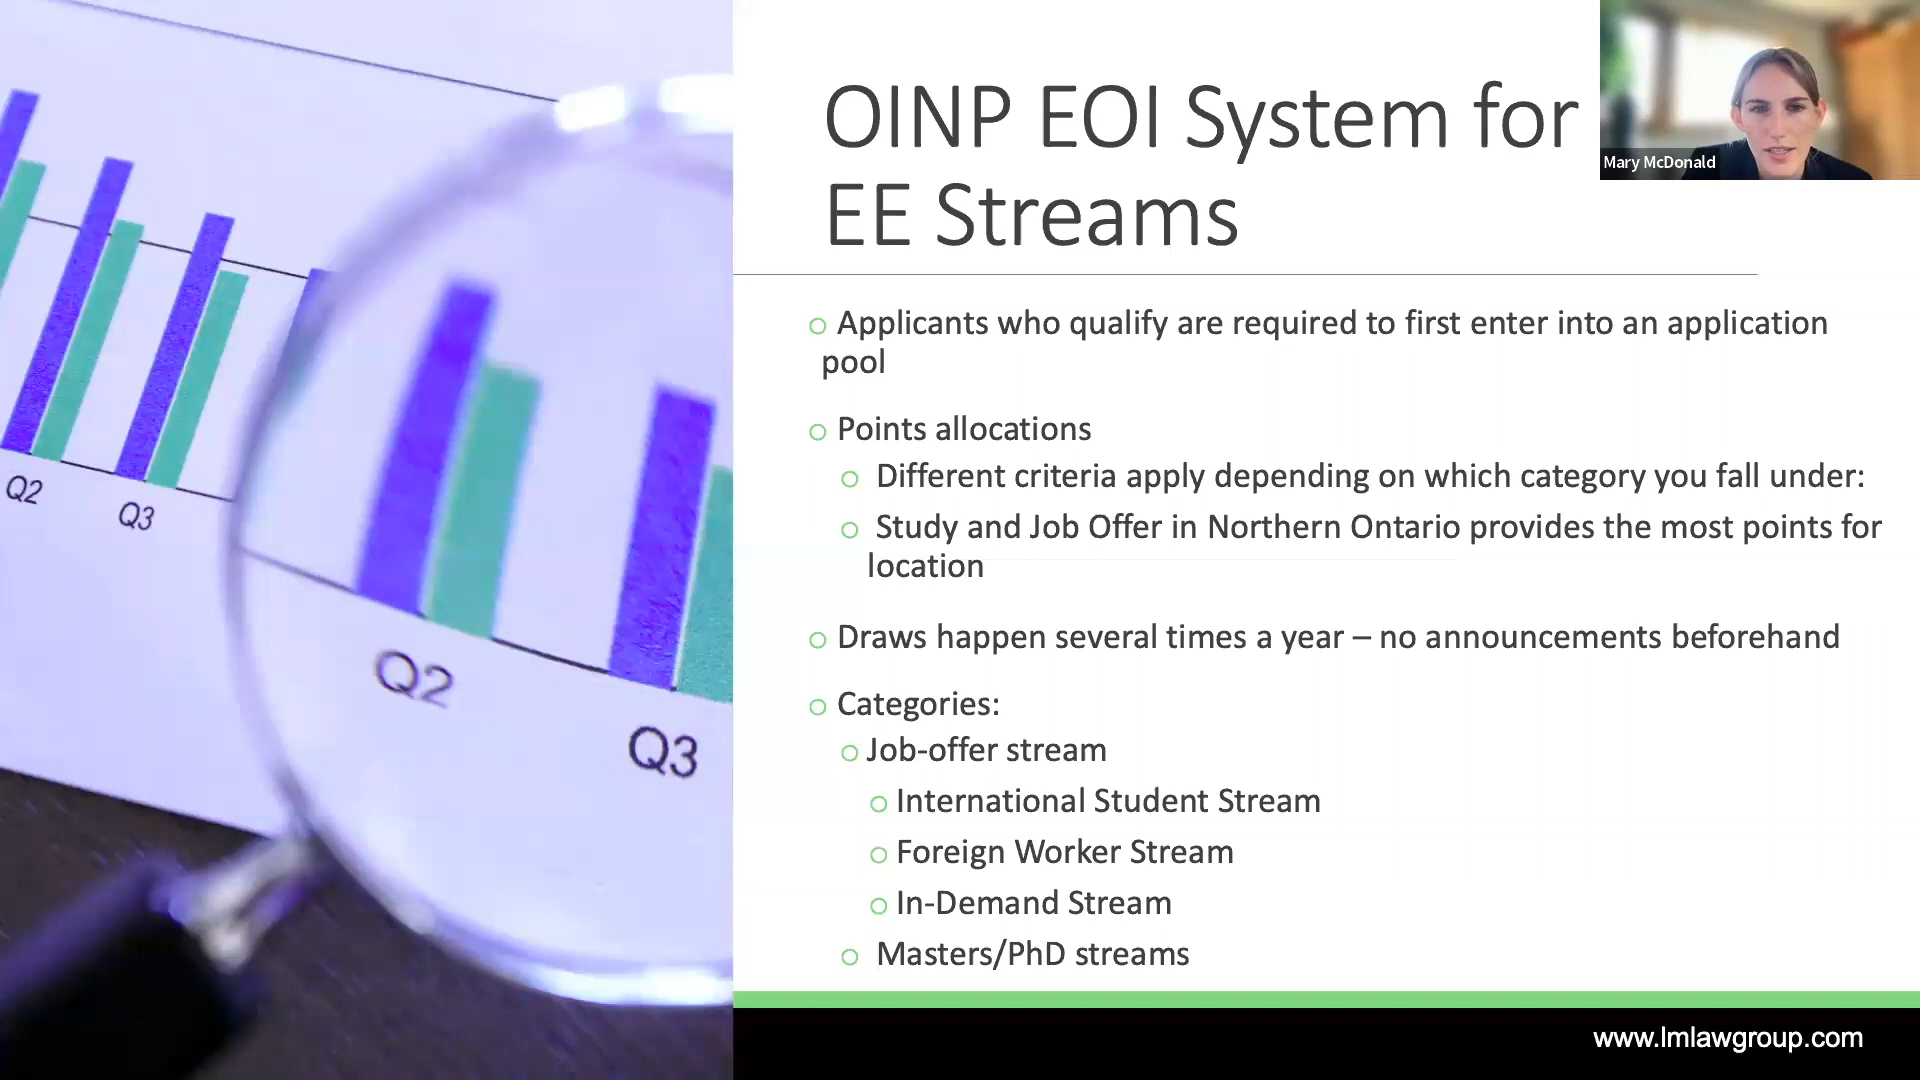 OINP EOI System for
EE Streams
Mary McDonald
Applicants who qualify are required to first enter into an application
pool
Points allocations
Different criteria apply depending on which category you fall under:
Study and Job Offer in Northern Ontario provides the most points for
location
Draws happen several times a year – no announcements beforehand
Categories:
Job-offer stream
International Student Stream
Foreign Worker Stream
In-Demand Stream
Masters/PhD streams
Q2
Q3
Q2
Q3
www.lmlawgroup.com